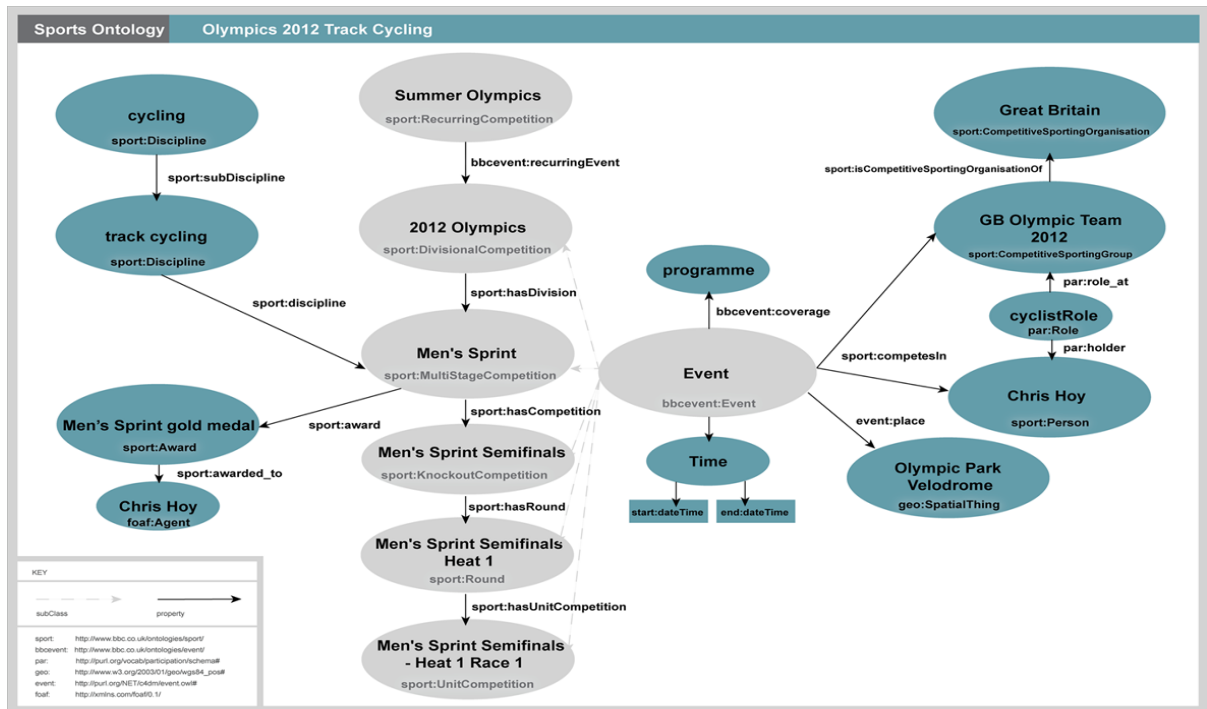 Sports Ontology
Olympics 2012 Track Cycling
cycling
sport:Discipline
sport:subDiscipline
track cycling
sport:Discipline
sport:discipline
Men's Sprint gold medal
sport:Award
sport:award
sport:awarded_to
Chris Hoy
foaf:Agent
Summer Olympics
sport:RecurringCompetition
bbcevent:recurringEvent
2012 Olympics
sport:DivisionalCompetition
sport:hasDivision
Men's Sprint
sport:MultiStageCompetition
sport:hasCompetition
Men's Sprint Semifinals
sport:KnockoutCompetition
sport:hasRound
Men's Sprint Semifinals
Heat 1
sport:Round
sport:hasUnitCompetition
Men's Sprint Semifinals
- Heat 1 Race 1
sport:UnitCompetition
programme
bbcevent:coverage
Event
bbcevent:Event
Time
start:dateTime
end:dateTime
Great Britain
sport:CompetitiveSportingOrganisation
sport:isCompetitiveSportingOrganisationOf
GB Olympic Team
2012
sport:CompetitiveSportingGroup
par:role_at
cyclistRole
par:Role
par:holder
sport:competesIn
Chris Hoy
sport:Person
event:place
Olympic Park
Velodrome
geo:SpatialThing
KEY
subClass
property
sport: http://www.bbc.co.uk/ontologies/sport/
bbcevent: http://www.bbc.co.uk/ontologies/event/
par: http://purl.org/vocab/participation/schema#
geo: http://www.w3.org/2003/01/geo/wgs84_pos#
event: http://purl.org/NET/c4dm/event.owl#
foaf: http://xmlns.com/foaf/0.1/